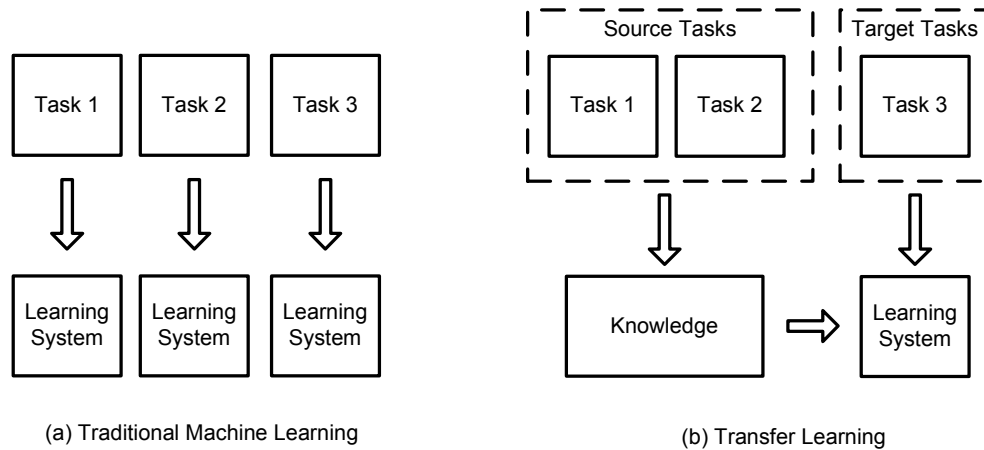 Source Tasks
Target Tasks
Task 1
Task 2
Task 3
Task 1
Task 2
Task 3
Learning
System
Learning
System
Learning
System
Knowledge
Learning
System
(a) Traditional Machine Learning
(b) Transfer Learning